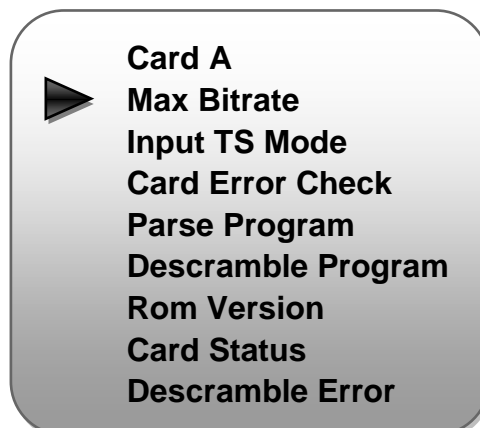 Card A
Max Bitrate
Input TS Mode
Card Error Check
Parse Program
Descramble Program
Rom Version
Card Status
Descramble Error